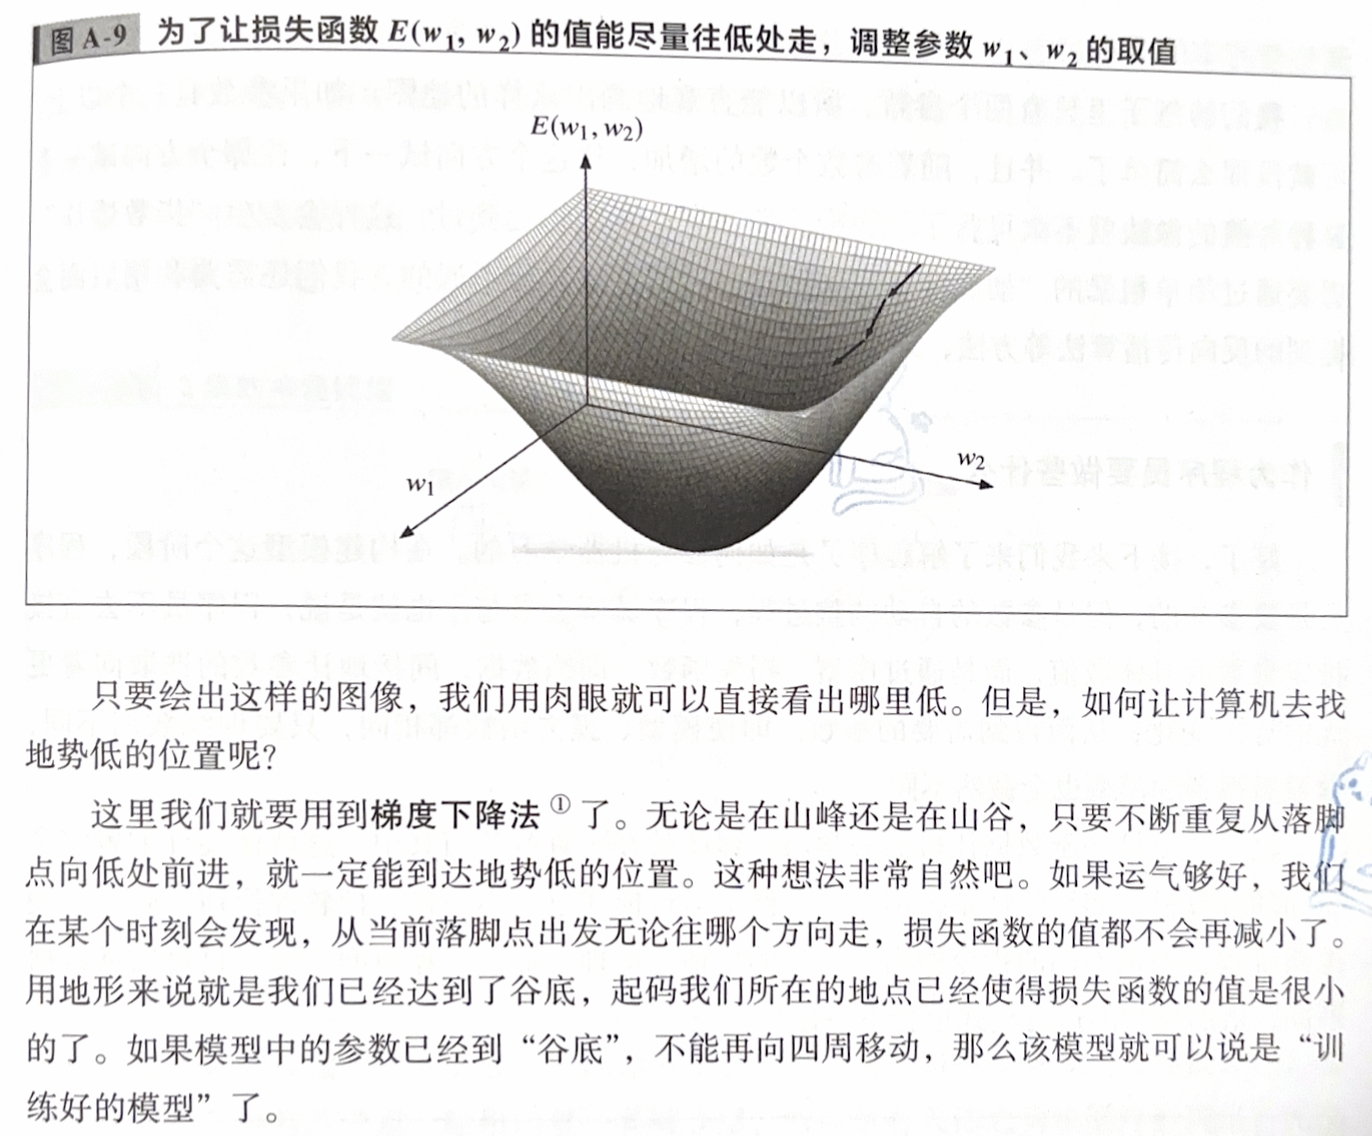 图 A-9 为了让损失函数 E(w₁, w₂) 的值能尽量往低处走，调整参数 w₁、w₂ 的取值
E(w₁, w₂)
w₂
w₁
只要绘出这样的图像，我们用肉眼就可以直接看出哪里低。但是，如何让计算机去找
地势低的位置呢？
这里我们就要用到梯度下降法①了。无论是在山峰还是在山谷，只要不断重复从落脚
点向低处前进，就一定能到达地势低的位置。这种想法非常自然吧。如果运气够好，我们
在某个时刻会发现，从当前落脚点出发无论往哪个方向走，损失函数的值都不会再减小了。
用地形来说就是我们已经达到了谷底，起码我们所在的地点已经使得损失函数的值是很小
的了。如果模型中的参数已经到“谷底”，不能再向四周移动，那么该模型就可以说是“训
练好的模型”了。